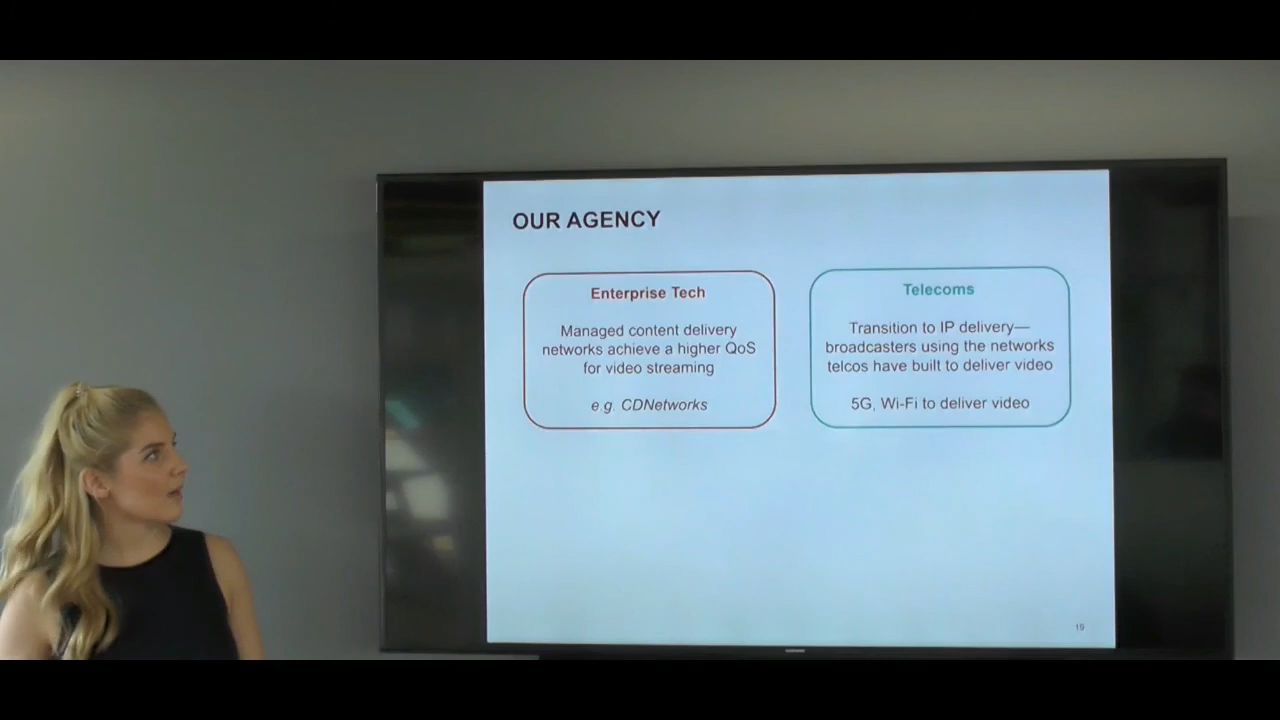 OUR AGENCY
Enterprise Tech
Managed content delivery
networks achieve a higher QoS
for video streaming
e.g. CDNetworks
Telecoms
Transition to IP delivery—
broadcasters using the networks
telcos have built to deliver video
5G, Wi-Fi to deliver video
19